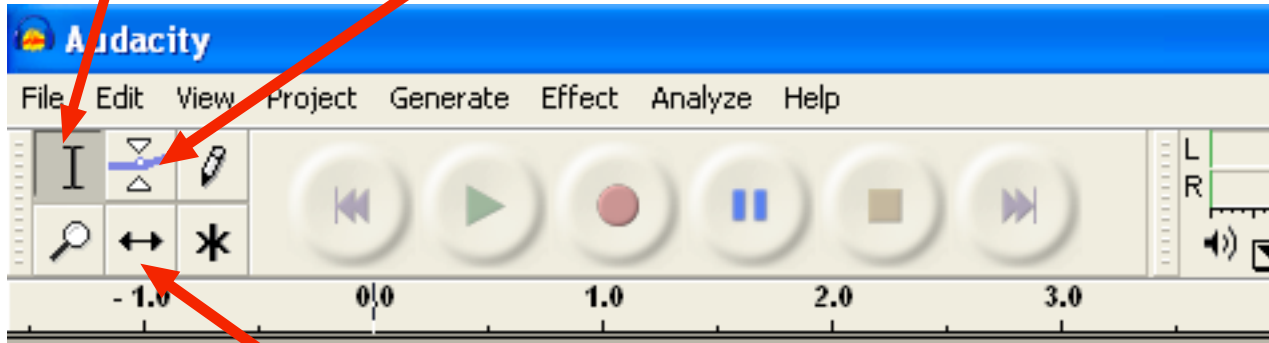 Audacity
File Edit View Project Generate Effect Analyze Help
L
R
- 1.0 0.0 1.0 2.0 3.0